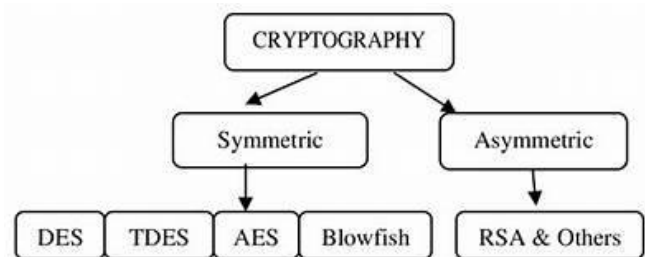 CRYPTOGRAPHY
Symmetric
Asymmetric
DES
TDES
AES
Blowfish
RSA & Others